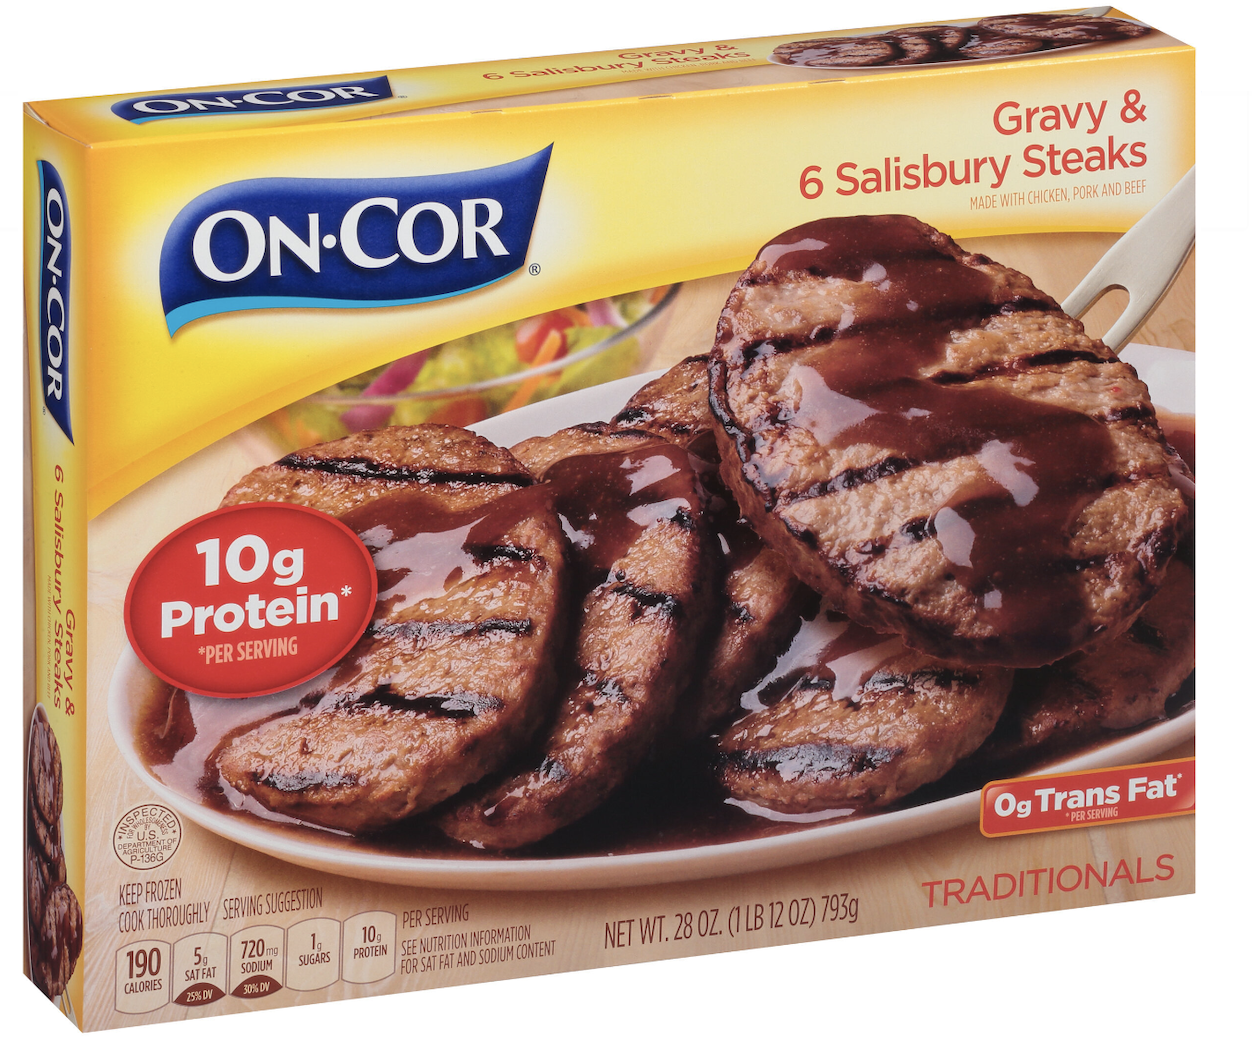 ON-COR
Gravy &
6 Salisbury Steaks
ON·COR®
Gravy &
6 Salisbury Steaks
MADE WITH CHICKEN, PORK AND BEEF
ON-COR
Gravy &
6 Salisbury Steaks
10g
Protein*
*PER SERVING
0g Trans Fat*
*PER SERVING
TRADITIONALS
INSPECTED
FOR WHOLESOMENESS
BY
U.S.
DEPARTMENT OF
AGRICULTURE
P-136G
KEEP FROZEN
COOK THOROUGHLY
SERVING SUGGESTION
190
CALORIES
5g
SAT FAT
25% DV
720mg
SODIUM
30% DV
1g
SUGARS
10g
PROTEIN
PER SERVING
SEE NUTRITION INFORMATION
FOR SAT FAT AND SODIUM CONTENT
NET WT. 28 OZ. (1 LB 12 OZ) 793g